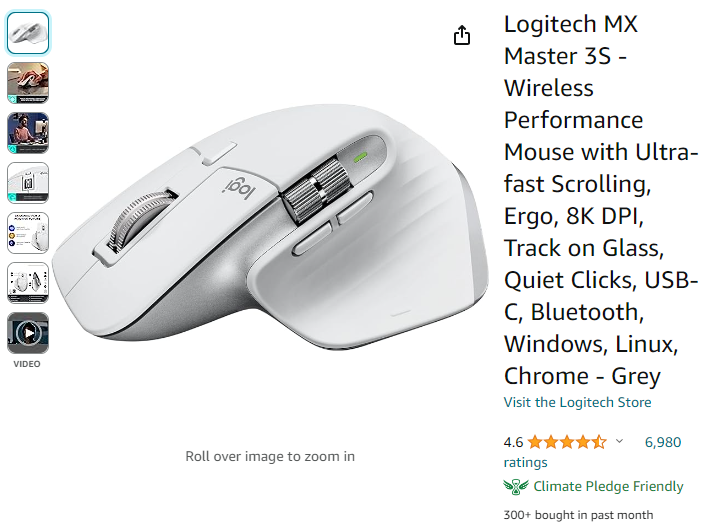 Logitech MX
Master 3S -
Wireless
Performance
Mouse with Ultra-
fast Scrolling,
Ergo, 8K DPI,
Track on Glass,
Quiet Clicks, USB-
C, Bluetooth,
Windows, Linux,
Chrome - Grey
Visit the Logitech Store
4.6
6,980
ratings
Climate Pledge Friendly
300+ bought in past month
logi
VIDEO
Roll over image to zoom in